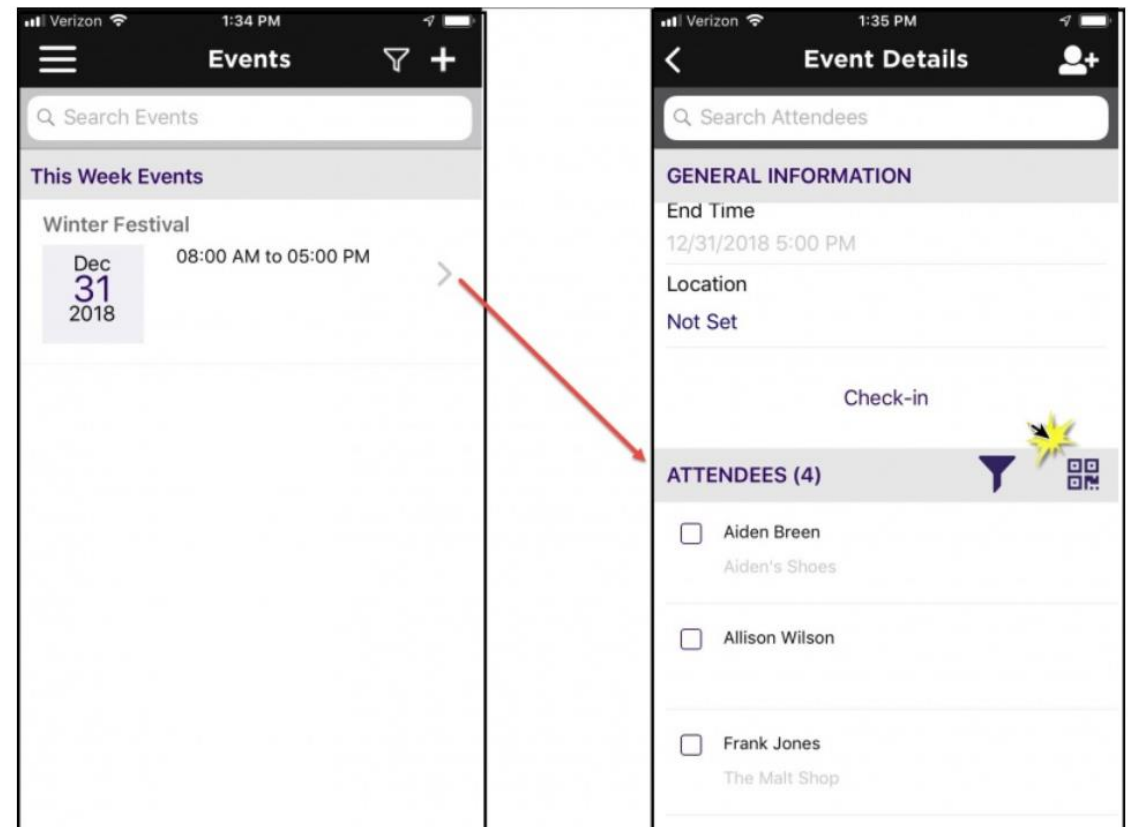 Verizon 1:34 PM
Events
Search Events
This Week Events
Winter Festival
Dec
31
2018
08:00 AM to 05:00 PM
Verizon 1:35 PM
Event Details
Search Attendees
GENERAL INFORMATION
End Time
12/31/2018 5:00 PM
Location
Not Set
Check-in
ATTENDEES (4)
Aiden Breen
Aiden's Shoes
Allison Wilson
Frank Jones
The Malt Shop